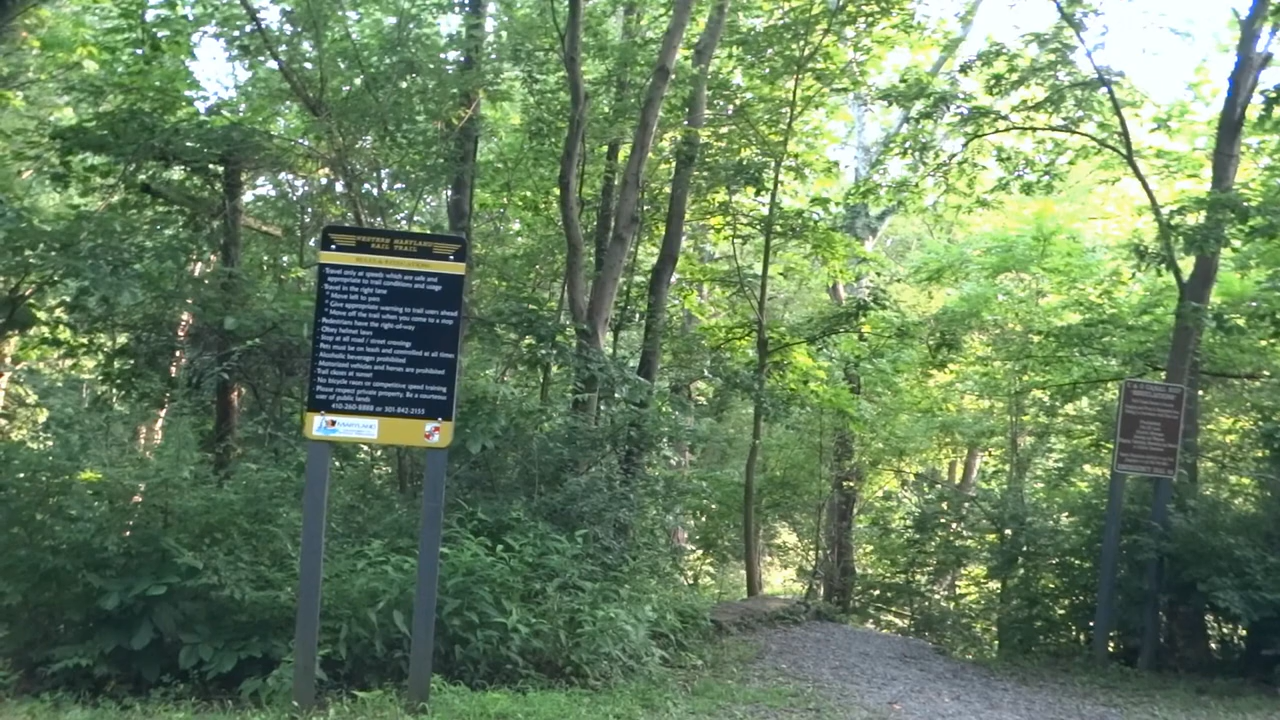 WESTERN MARYLAND
RAIL TRAIL
RULES & REGULATIONS
- Travel only at speeds which are safe and
appropriate to trail conditions and usage
- Travel in the right lane
* Move left to pass
* Give appropriate warning to trail users ahead
* Move off the trail when you come to a stop
- Pedestrians have the right-of-way
- Obey helmet laws
- Stop at all road / street crossings
- Pets must be on leash and controlled at all times
- Alcoholic beverages prohibited
- Motorized vehicles and horses are prohibited
- Trail closes at sunset
- No bicycle races or competitive speed training
- Please respect private property. Be a courteous
user of public lands
410-260-8888 or 301-842-2155
MARYLAND
C & O CANAL NHP
REGULATIONS